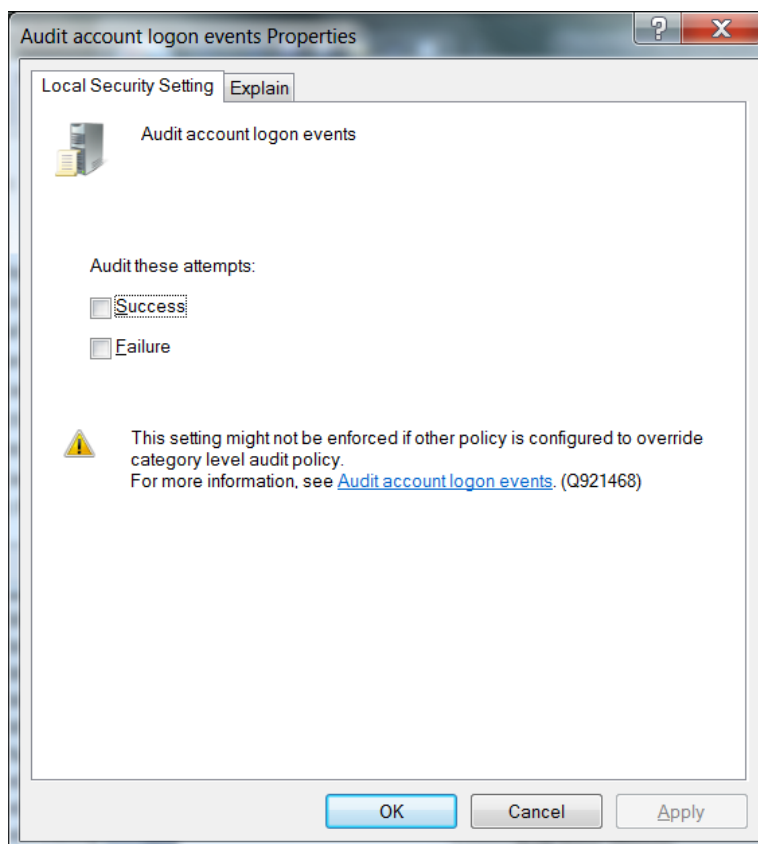 Audit account logon events Properties
Local Security Setting Explain
Audit account logon events
Audit these attempts:
Success
Failure
This setting might not be enforced if other policy is configured to override
category level audit policy.
For more information, see Audit account logon events. (Q921468)
OK Cancel Apply